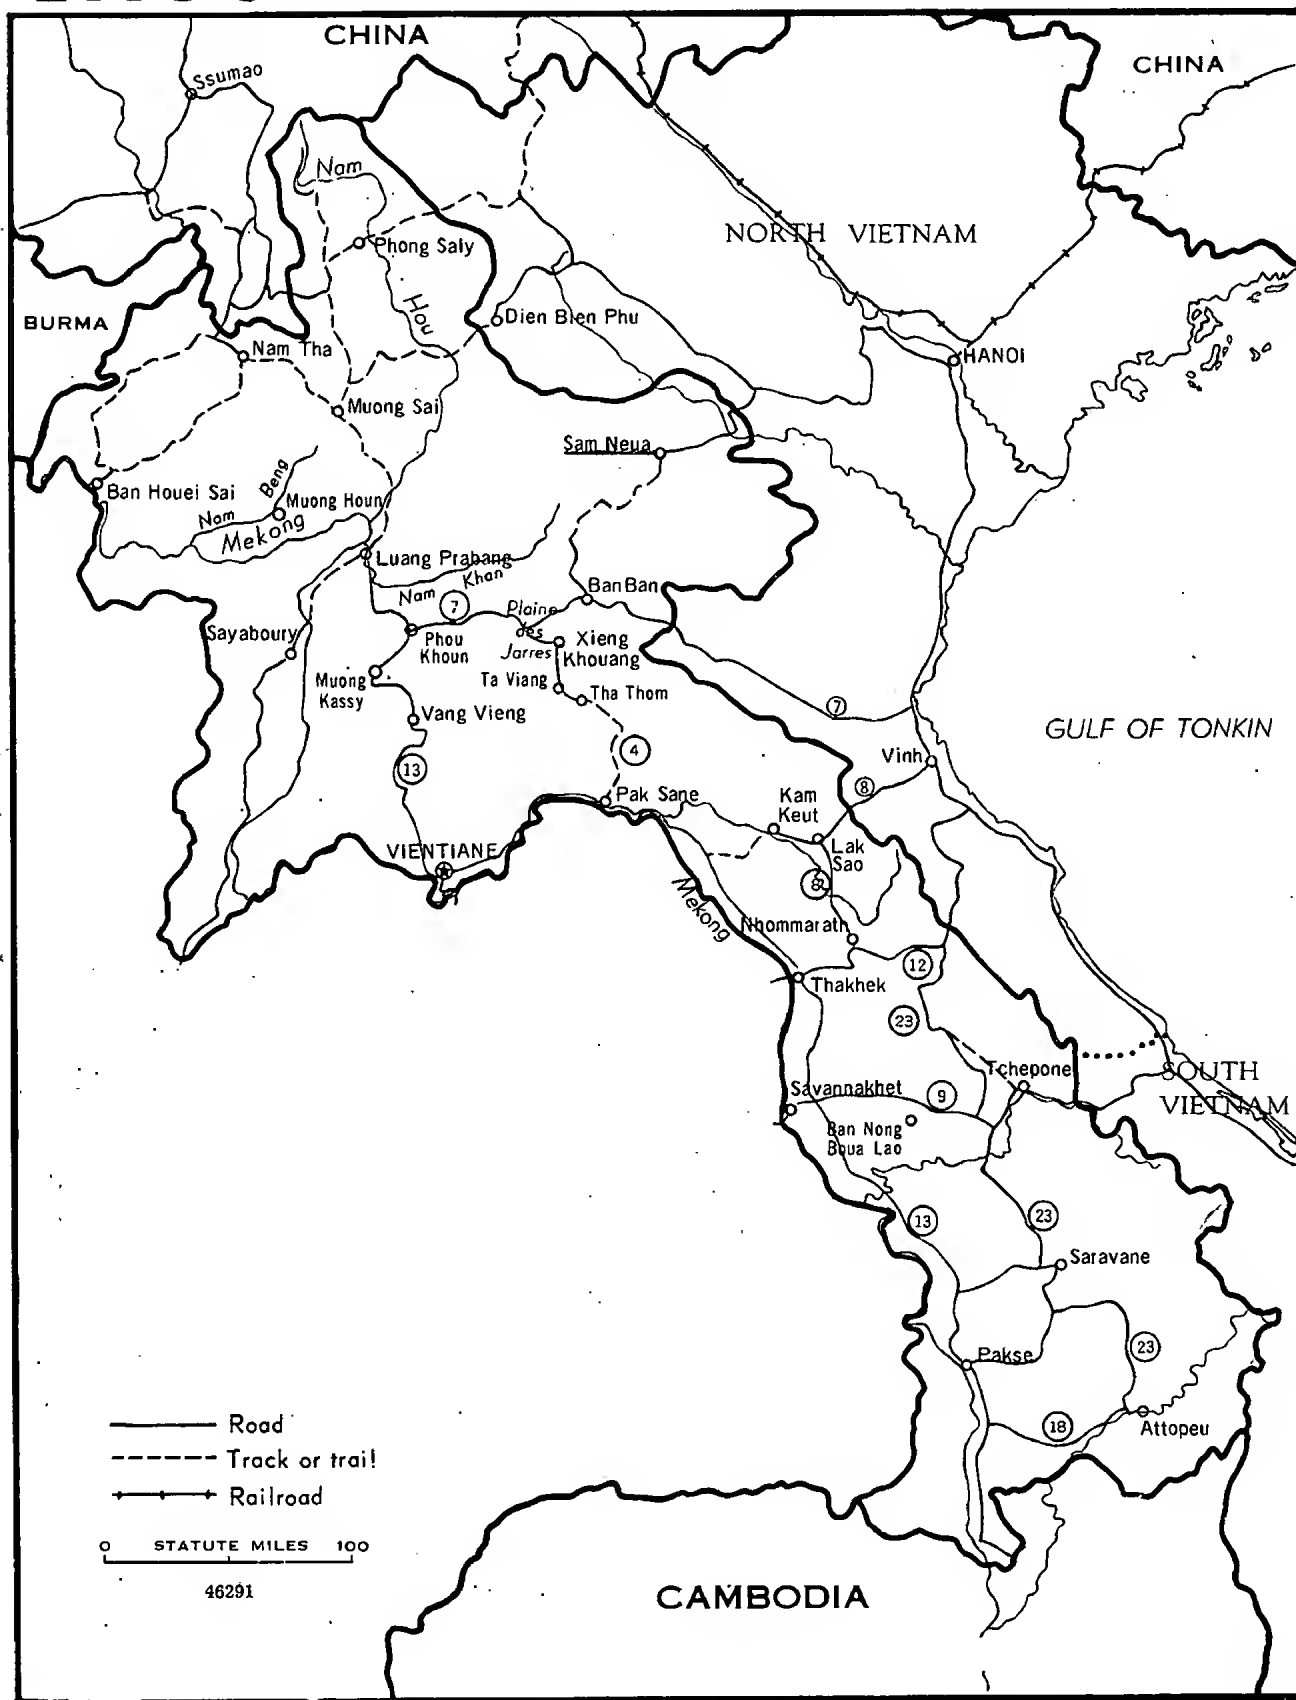 CHINA
CHINA
Ssumao
Nam
NORTH VIETNAM
Phong Saly
Hou
BURMA
Dien Bien Phu
Nam Tha
HANOI
Muong Sai
Sam Neua
Ban Houei Sai
Beng
Muong Houn
Nam
Mekong
Luang Prabang
Khan
Nam
Ban Ban
7
Plaine
des
Jarres
Sayaboury
Phou
Khoun
Xieng
Khouang
Muong
Kassy
Ta Viang
Tha Thom
Vang Vieng
7
GULF OF TONKIN
4
Vinh
13
8
Pak Sane
Kam
Keut
VIENTIANE
Lak
Sao
8
Mekong
Nhommarath
12
Thakhek
23
Tchepone
SOUTH
VIETNAM
Savannakhet
9
Ban Nong
Boua Lao
13
23
Saravane
Pakse
23
18
Attopeu
Road
Track or trail
Railroad
0 STATUTE MILES 100
46291
CAMBODIA